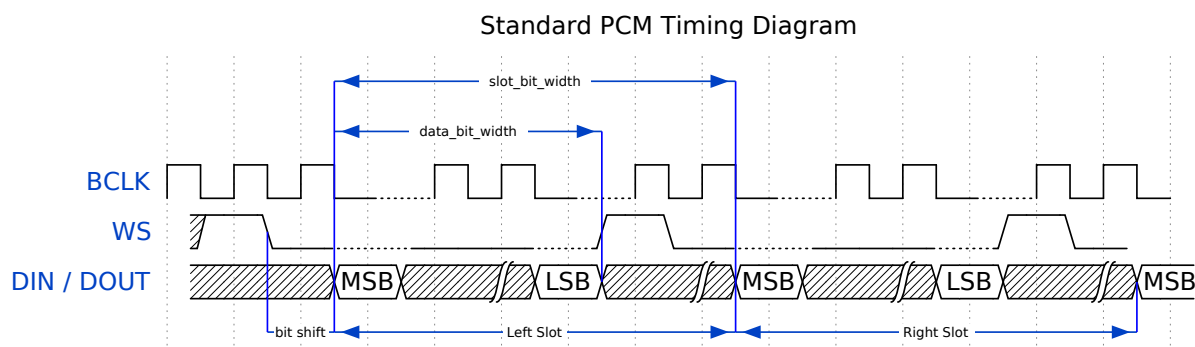 Standard PCM Timing Diagram
slot_bit_width
data_bit_width
BCLK
WS
DIN / DOUT
MSB
LSB
MSB
LSB
MSB
bit shift
Left Slot
Right Slot